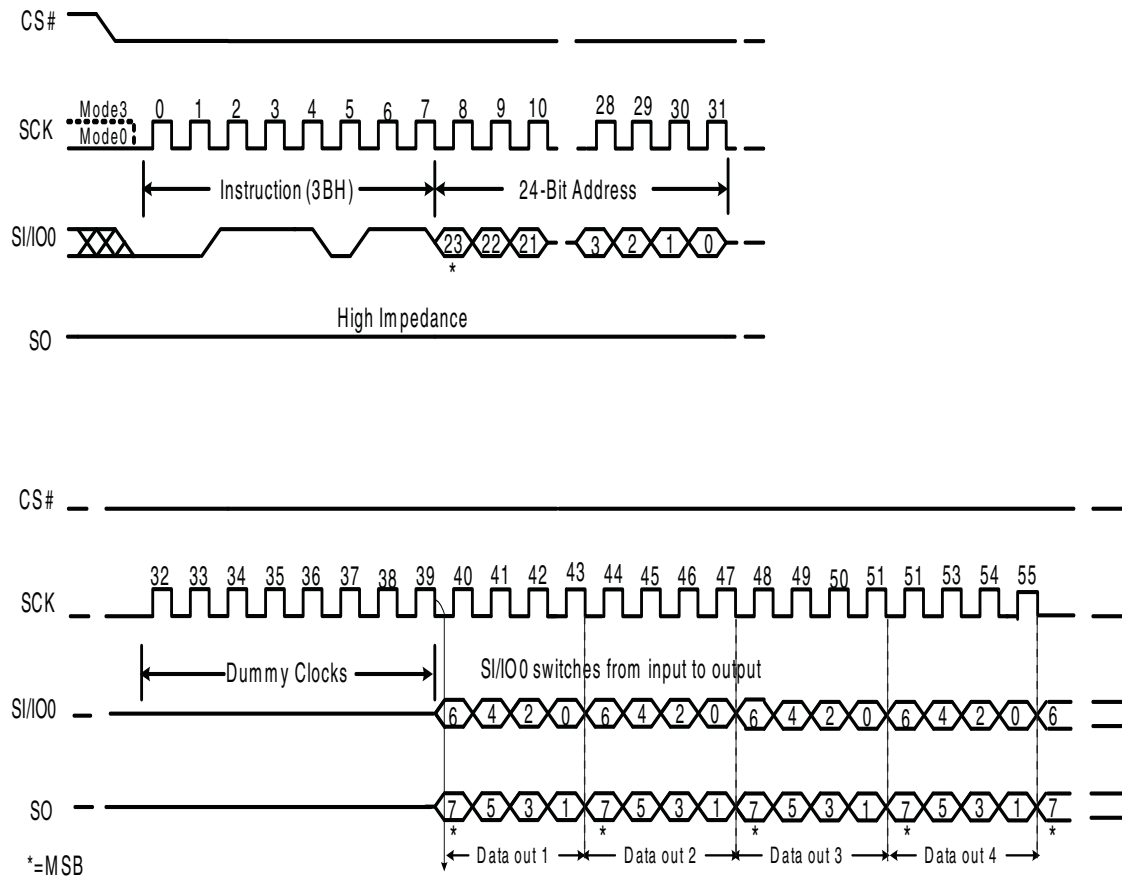 CS#
Mode3 0 1 2 3 4 5 6 7 8 9 10 28 29 30 31
SCK Mode0
Instruction (3BH) 24-Bit Address
SI/IO0 23 22 21 3 2 1 0
*
High Impedance
SO
CS#
32 33 34 35 36 37 38 39 40 41 42 43 44 45 46 47 48 49 50 51 51 53 54 55
SCK
Dummy Clocks SI/IO0 switches from input to output
SI/IO0 6 4 2 0 6 4 2 0 6 4 2 0 6 4 2 0 6
SO 7 5 3 1 7 5 3 1 7 5 3 1 7 5 3 1 7
* * * * *
Data out 1 Data out 2 Data out 3 Data out 4
*=MSB